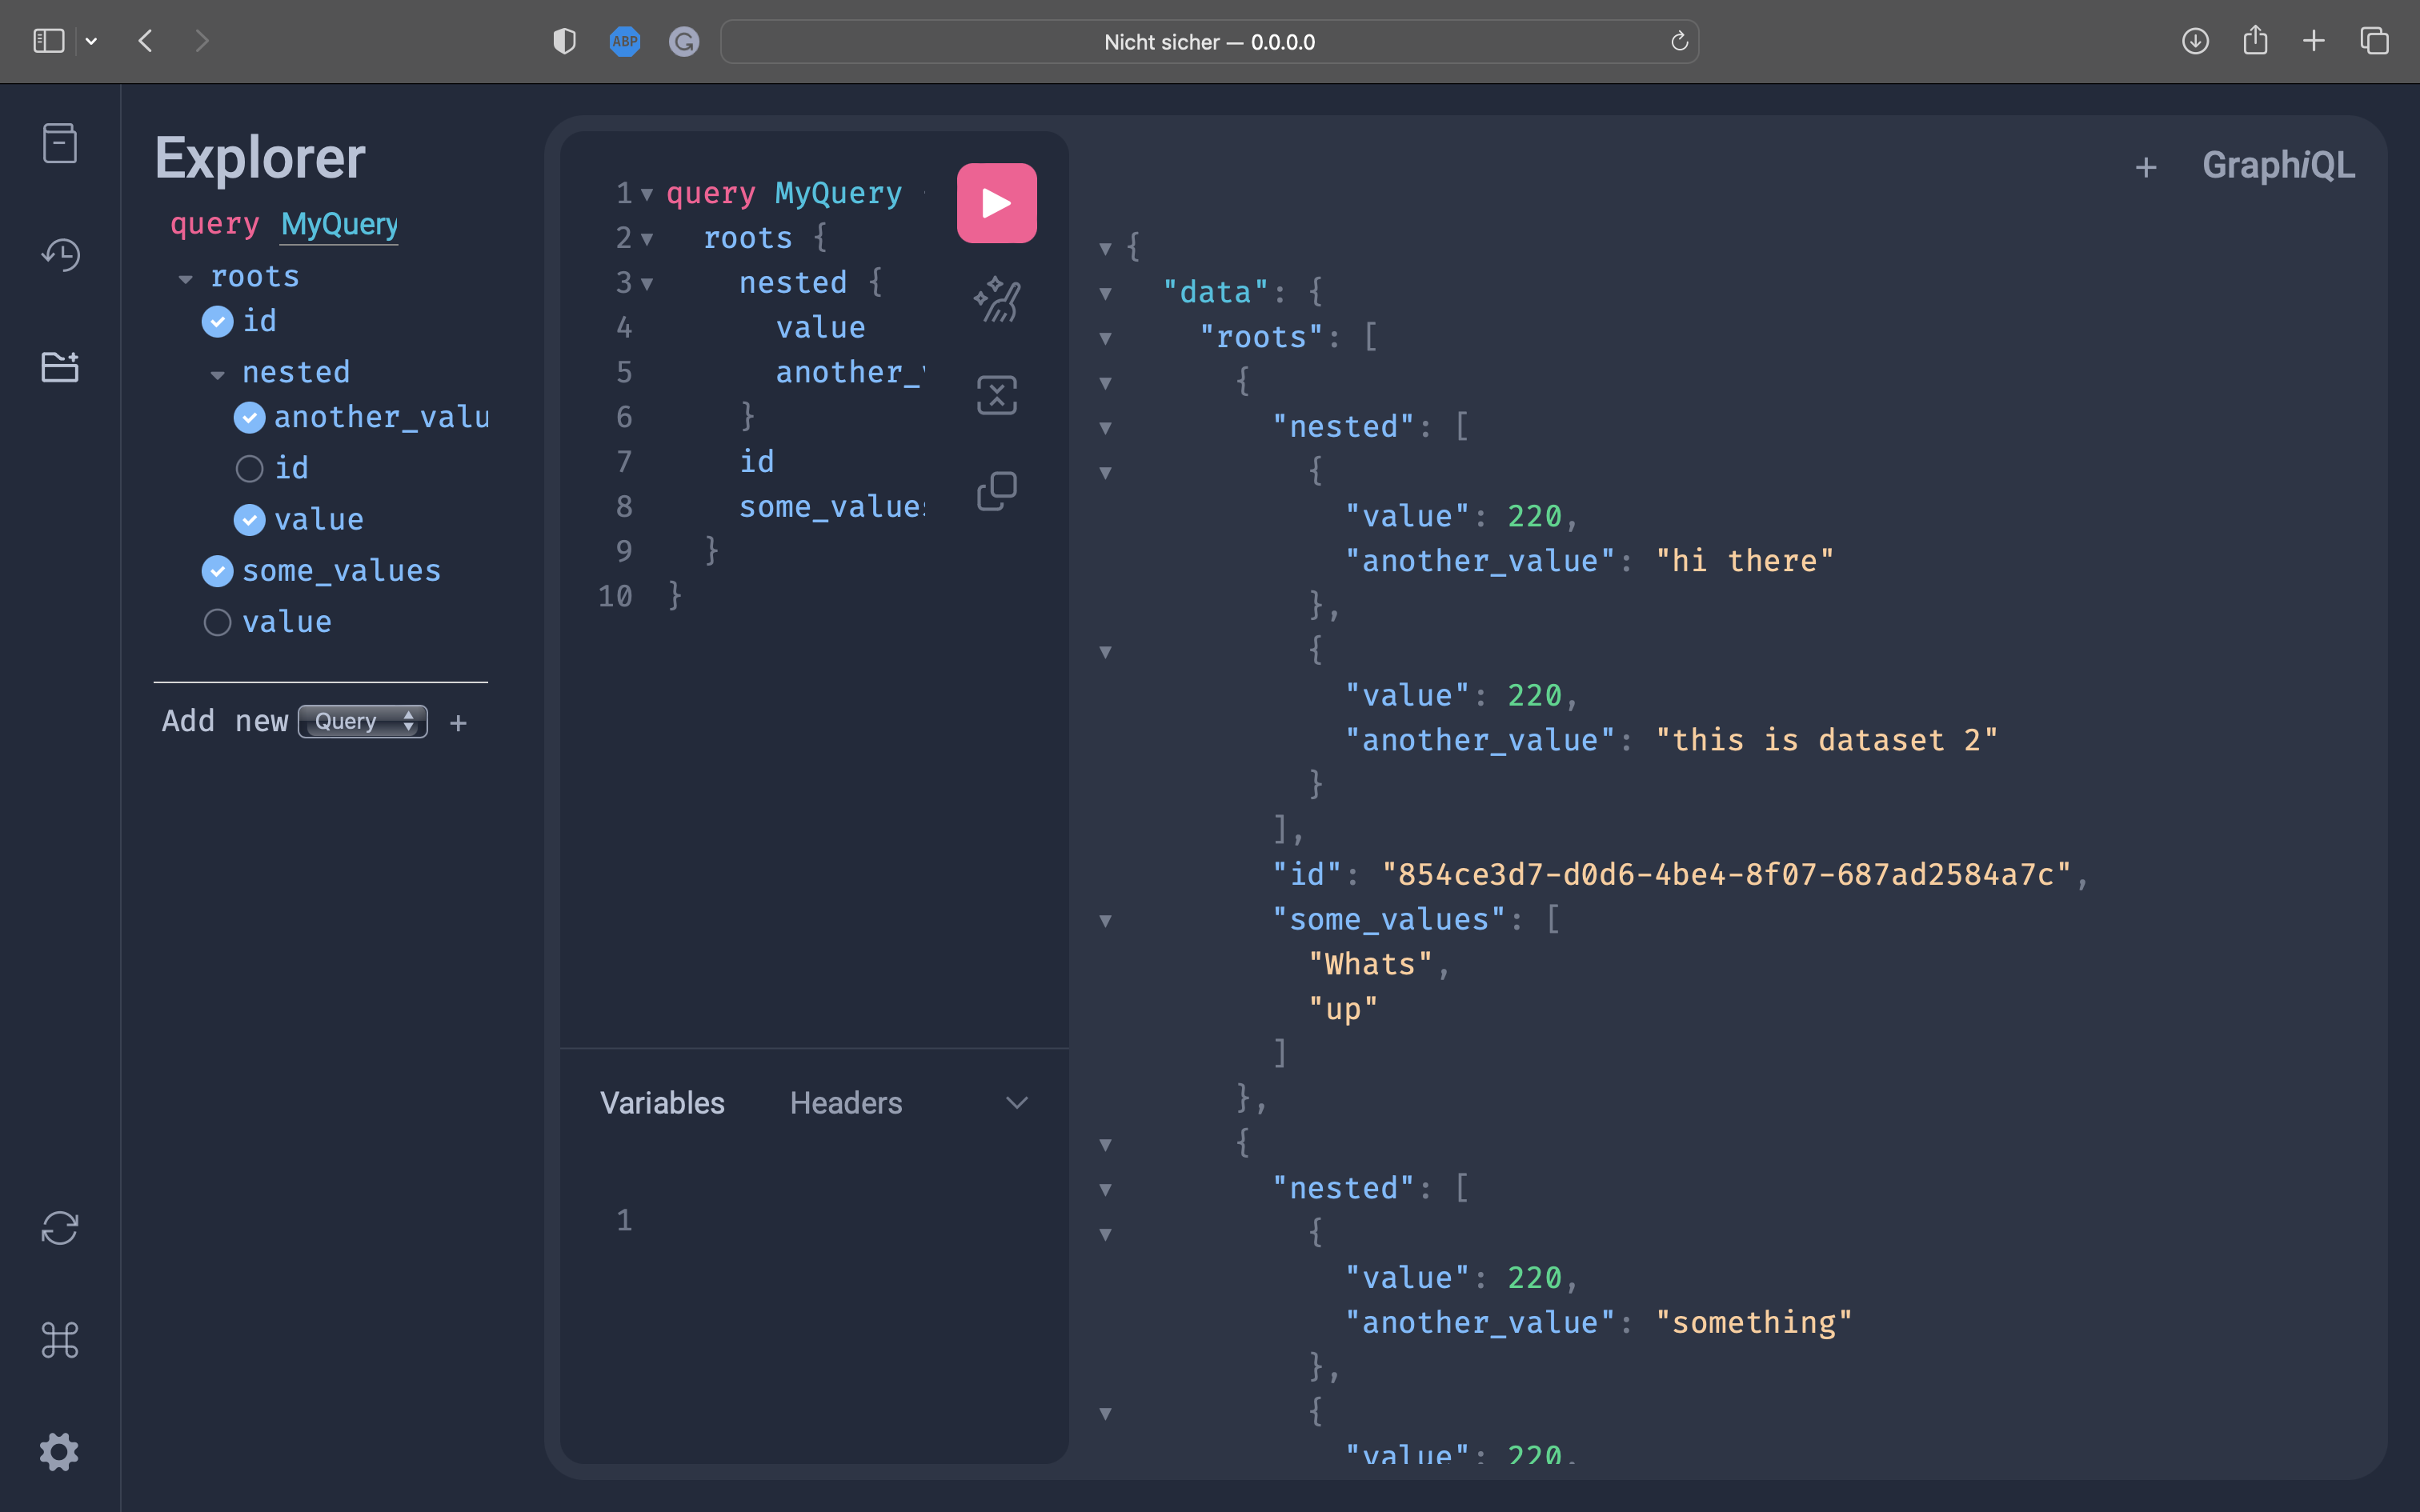 ABP
Nicht sicher — 0.0.0.0
Explorer
query MyQuery
roots
id
nested
another_valu
id
value
some_values
value
Add new Query +
1 query MyQuery
2 roots {
3 nested {
4 value
5 another_
6 }
7 id
8 some_values
9 }
10 }
Variables Headers
1
+ GraphiQL
{
"data": {
"roots": [
{
"nested": [
{
"value": 220,
"another_value": "hi there"
},
{
"value": 220,
"another_value": "this is dataset 2"
}
],
"id": "854ce3d7-d0d6-4be4-8f07-687ad2584a7c",
"some_values": [
"Whats",
"up"
]
},
{
"nested": [
{
"value": 220,
"another_value": "something"
},
{
"value": 220,